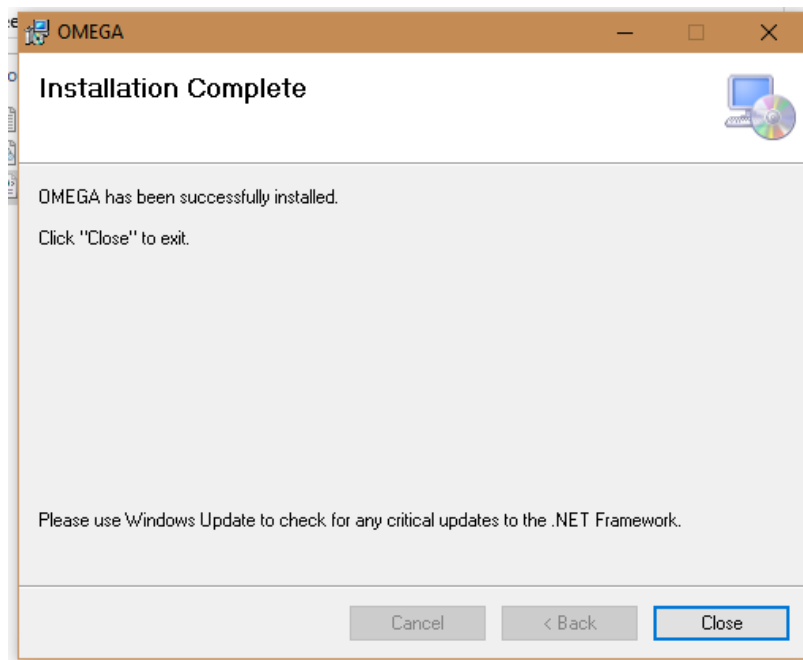 OMEGA
Installation Complete
OMEGA has been successfully installed.
Click "Close" to exit.
Please use Windows Update to check for any critical updates to the .NET Framework.
Cancel
< Back
Close